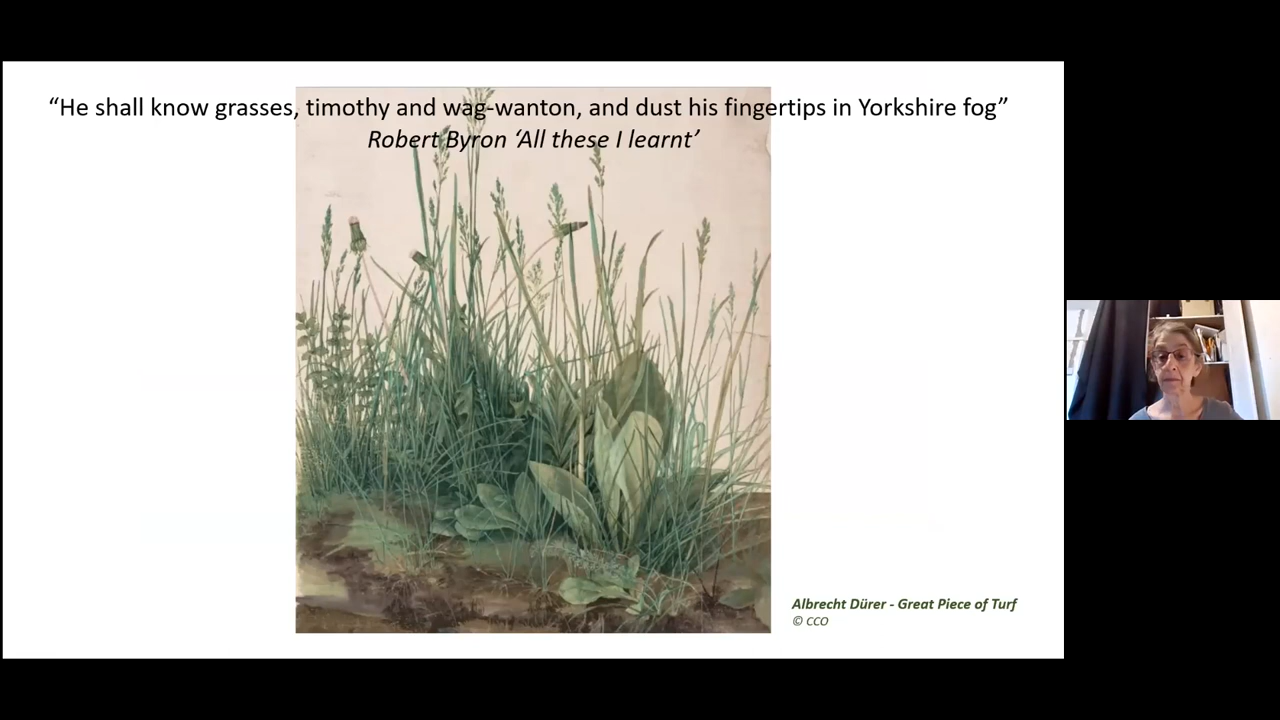 “He shall know grasses, timothy and wag-wanton, and dust his fingertips in Yorkshire fog”
Robert Byron ‘All these I learnt’
Albrecht Dürer - Great Piece of Turf
© CCO